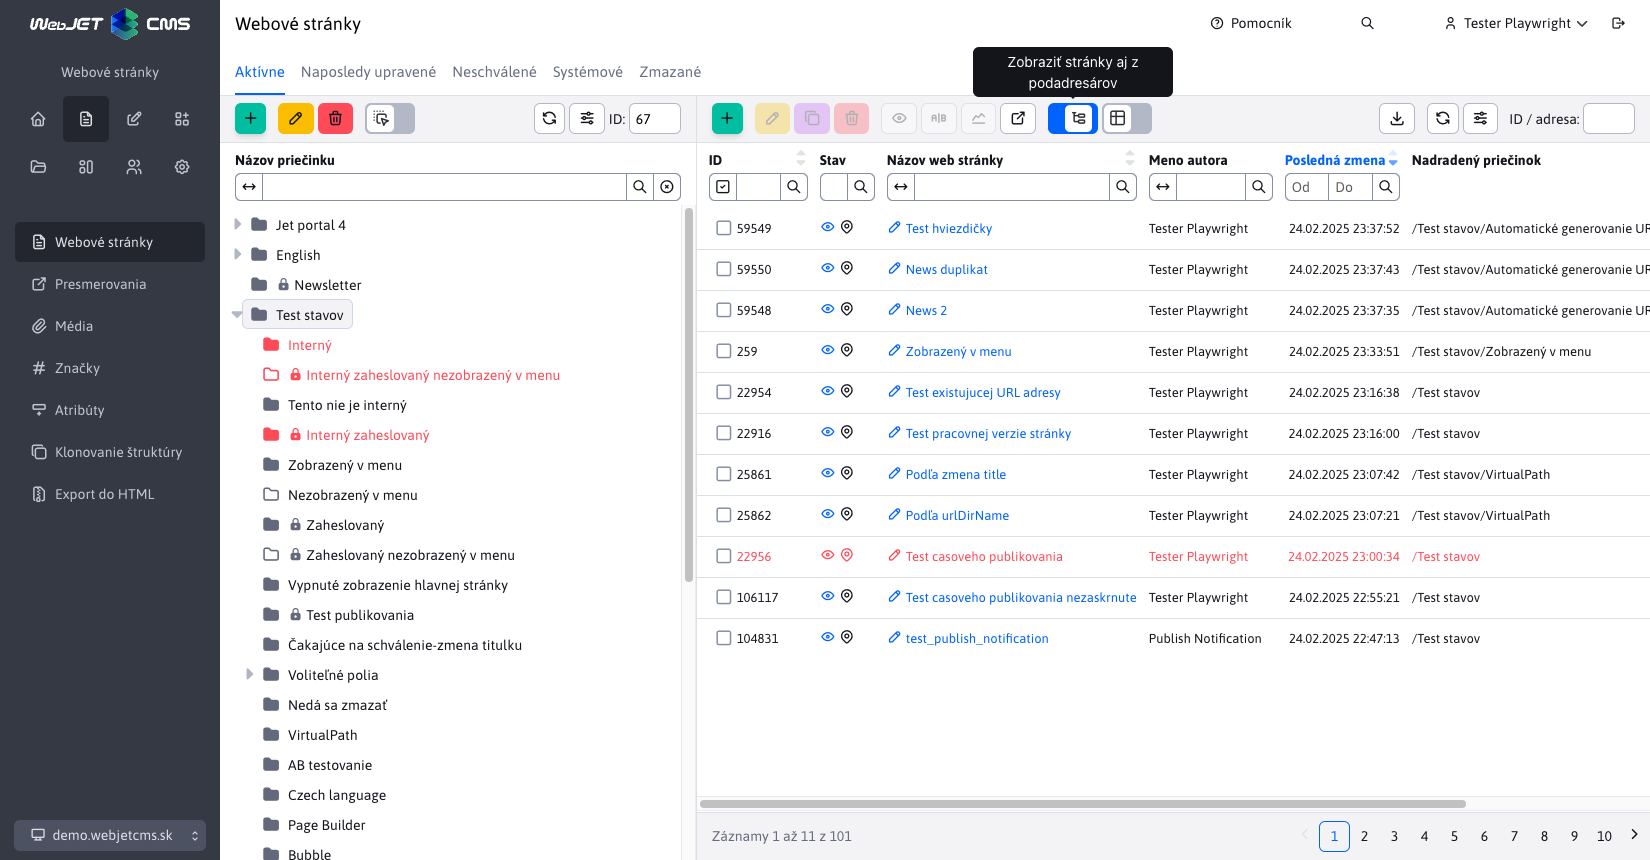 WebJET CMS
Webové stránky
Pomocník
Tester Playwright
Webové stránky
Aktívne
Naposledy upravené
Neschválené
Systémové
Zmazané
Zobraziť stránky aj z
podadresárov
ID:
67
A|B
ID / adresa:
Názov priečinku
ID
Stav
Názov web stránky
Meno autora
Posledná zmena
Nadradený priečinok
Od
Do
Webové stránky
Presmerovania
Média
Značky
Atribúty
Klonovanie štruktúry
Export do HTML
demo.webjetcms.sk
Jet portal 4
English
Newsletter
Test stavov
Interný
Interný zaheslovaný nezobrazený v menu
Tento nie je interný
Interný zaheslovaný
Zobrazený v menu
Nezobrazený v menu
Zaheslovaný
Zaheslovaný nezobrazený v menu
Vypnuté zobrazenie hlavnej stránky
Test publikovania
Čakajúce na schválenie-zmena titulku
Voliteľné polia
Nedá sa zmazať
VirtualPath
AB testovanie
Czech language
Page Builder
Bubble
59549 Test hviezdičky Tester Playwright 24.02.2025 23:37:52 /Test stavov/Automatické generovanie UR
59550 News duplikat Tester Playwright 24.02.2025 23:37:43 /Test stavov/Automatické generovanie UR
59548 News 2 Tester Playwright 24.02.2025 23:37:35 /Test stavov/Automatické generovanie UR
259 Zobrazený v menu Tester Playwright 24.02.2025 23:33:51 /Test stavov/Zobrazený v menu
22954 Test existujucej URL adresy Tester Playwright 24.02.2025 23:16:38 /Test stavov
22916 Test pracovnej verzie stránky Tester Playwright 24.02.2025 23:16:00 /Test stavov
25861 Podľa zmena title Tester Playwright 24.02.2025 23:07:42 /Test stavov/VirtualPath
25862 Podľa urlDirName Tester Playwright 24.02.2025 23:07:21 /Test stavov/VirtualPath
22956 Test casoveho publikovania Tester Playwright 24.02.2025 23:00:34 /Test stavov
106117 Test casoveho publikovania nezaskrnute Tester Playwright 24.02.2025 22:55:21 /Test stavov
104831 test_publish_notification Publish Notification 24.02.2025 22:47:13 /Test stavov
Záznamy 1 až 11 z 101
1 2 3 4 5 6 7 8 9 10